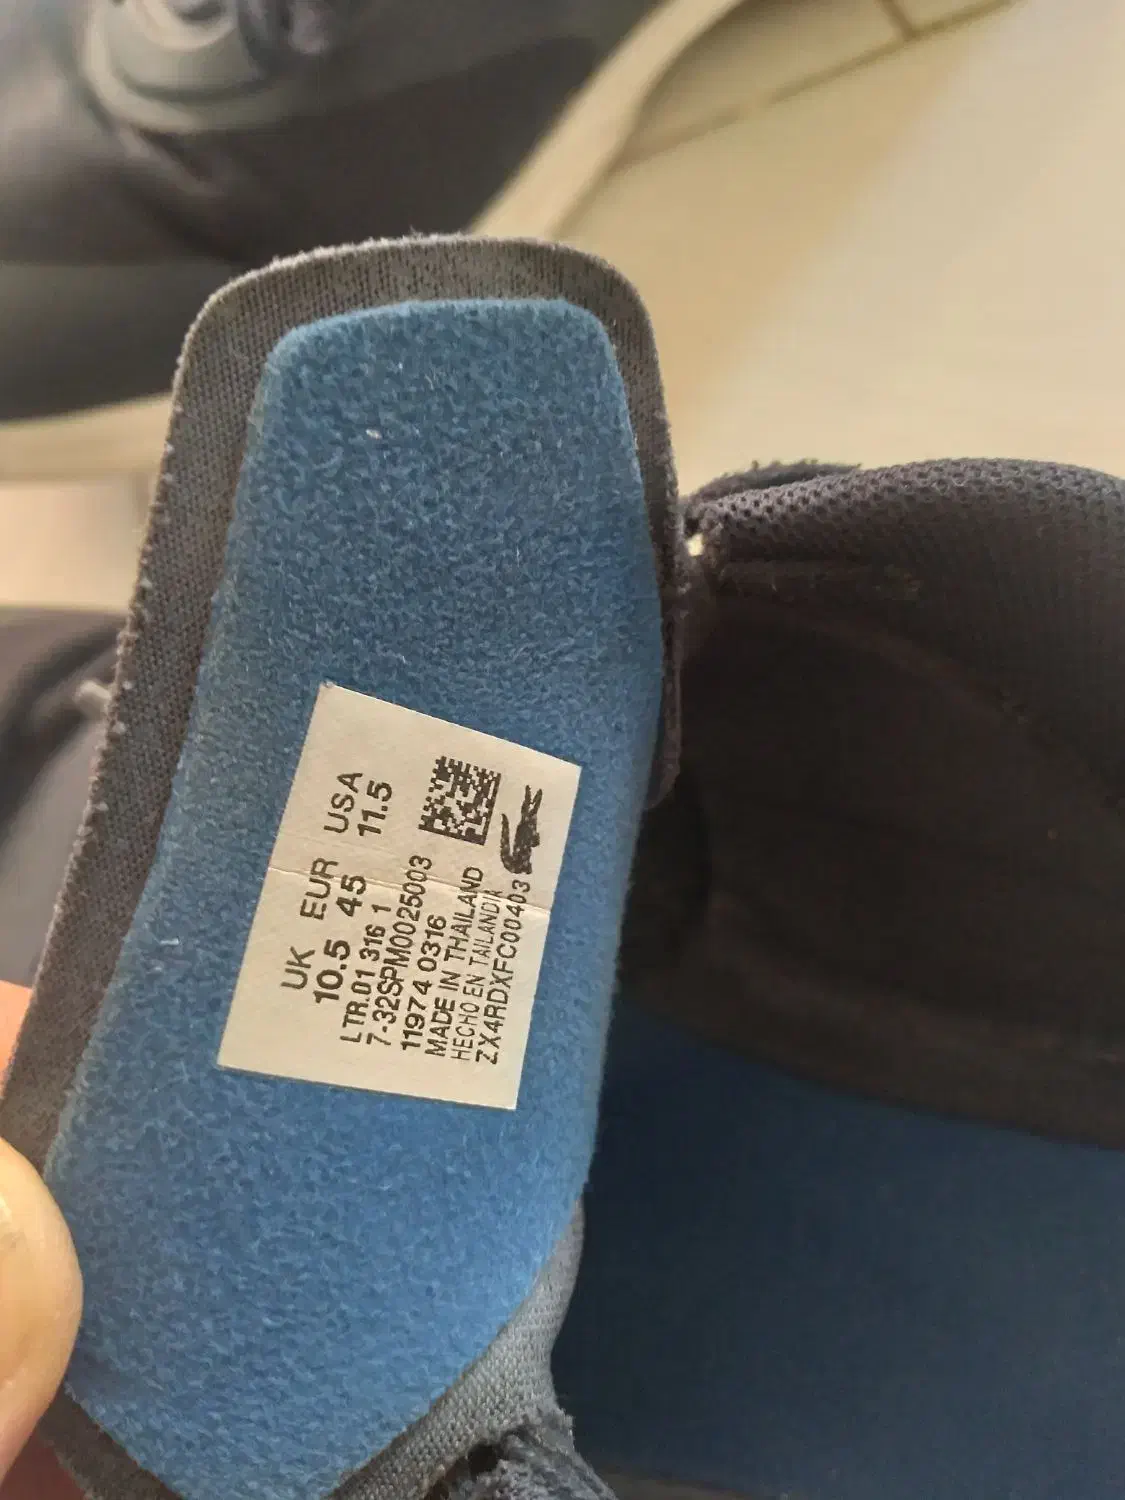 UK EUR USA
10.5 45 11.5
LTR.01 316 1
7-32SPM0025003
11974 0316
MADE IN THAILAND
HECHO EN TAILANDIA
ZX4RDXFC00403